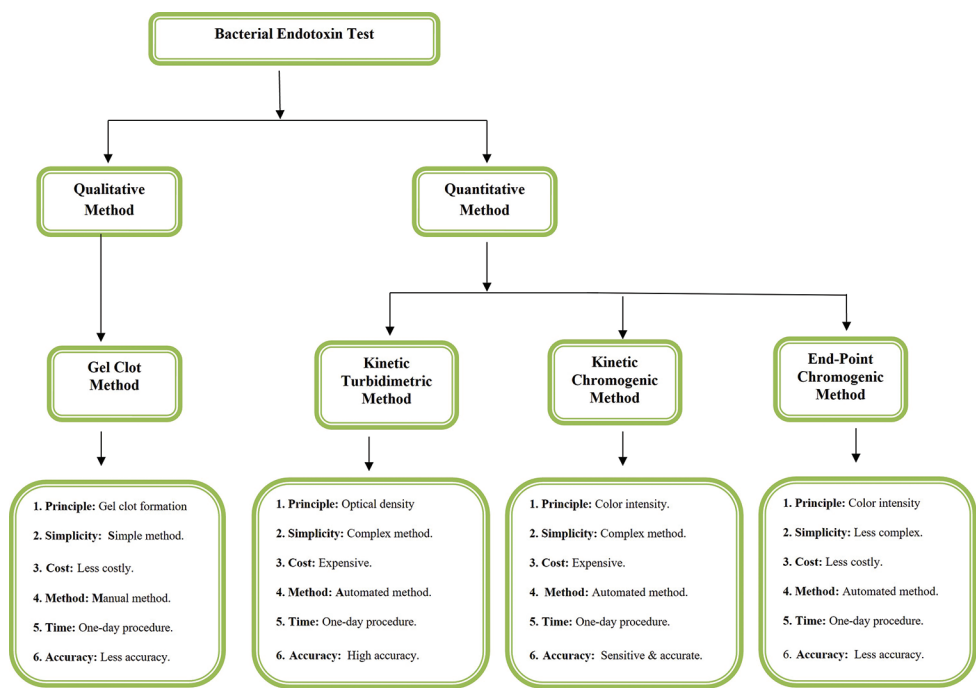 Bacterial Endotoxin Test
Qualitative
Method
Quantitative
Method
Gel Clot
Method
Kinetic
Turbidimetric
Method
Kinetic
Chromogenic
Method
End-Point
Chromogenic
Method
1. Principle: Gel clot formation
2. Simplicity: Simple method.
3. Cost: Less costly.
4. Method: Manual method.
5. Time: One-day procedure.
6. Accuracy: Less accuracy.
1. Principle: Optical density
2. Simplicity: Complex method.
3. Cost: Expensive.
4. Method: Automated method.
5. Time: One-day procedure.
6. Accuracy: High accuracy.
1. Principle: Color intensity.
2. Simplicity: Complex method.
3. Cost: Expensive.
4. Method: Automated method.
5. Time: One-day procedure.
6. Accuracy: Sensitive & accurate.
1. Principle: Color intensity
2. Simplicity: Less complex.
3. Cost: Less costly.
4. Method: Automated method.
5. Time: One-day procedure.
6. Accuracy: Less accuracy.